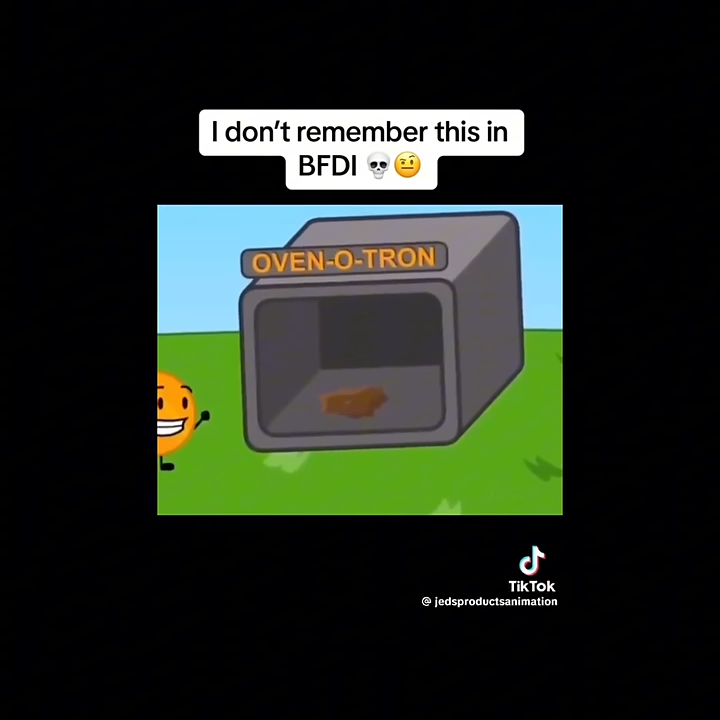 I don’t remember this in
BFDI 💀🤨
OVEN-O-TRON
TikTok
@ jedsproductsanimation